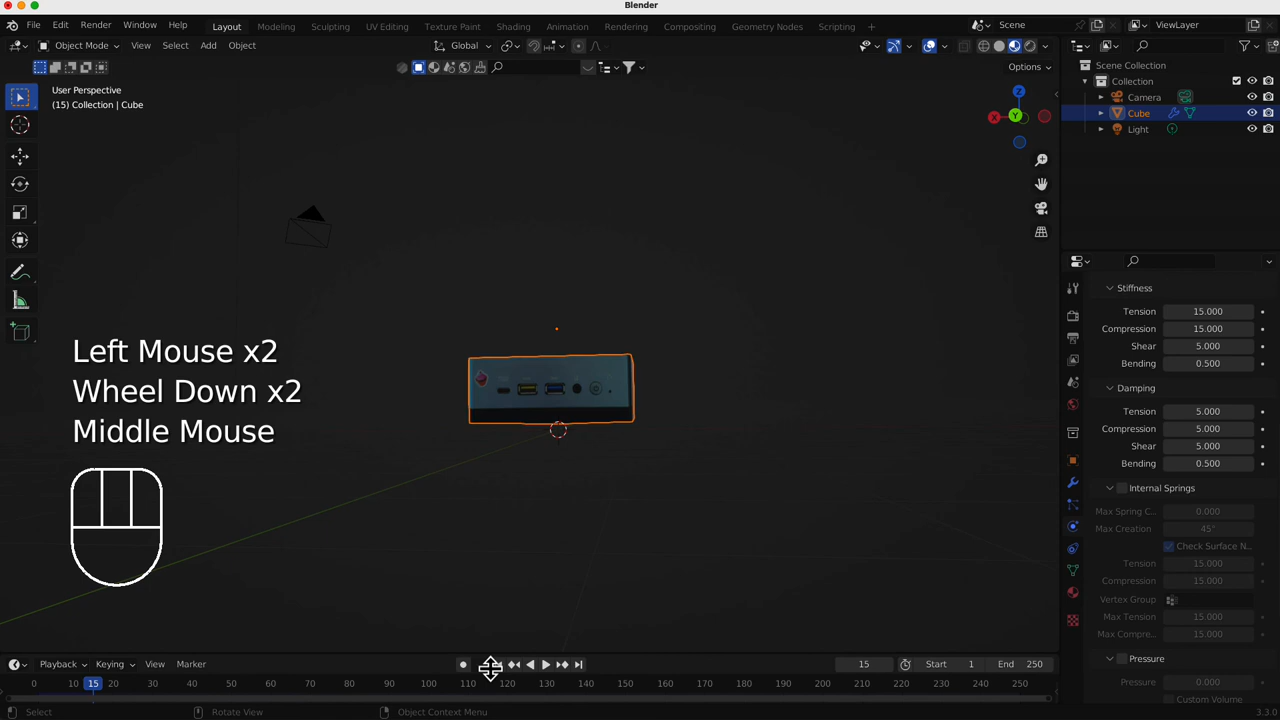 Blender
File Edit Render Window Help Layout Modeling Sculpting UV Editing Texture Paint Shading Animation Rendering Compositing Geometry Nodes Scripting + Scene ViewLayer
Object Mode View Select Add Object Global
Options
User Perspective
(15) Collection | Cube
Z
X
Y
Scene Collection
Collection
Camera
Cube
Light
Stiffness
Tension 15.000
Compression 15.000
Shear 5.000
Bending 0.500
Damping
Tension 5.000
Compression 5.000
Shear 5.000
Bending 0.500
Internal Springs
Max Spring C... 0.000
Max Creation 45°
Check Surface N...
Tension 15.000
Compression 15.000
Vertex Group
Max Tension 15.000
Max Compre... 15.000
Pressure
Pressure 0.000
Custom Volume
Left Mouse x2
Wheel Down x2
Middle Mouse
Playback Keying View Marker 15 Start 1 End 250
0 10 15 20 30 40 50 60 70 80 90 100 110 120 130 140 150 160 170 180 190 200 210 220 230 240 250
Select Rotate View Object Context Menu 3.3.0